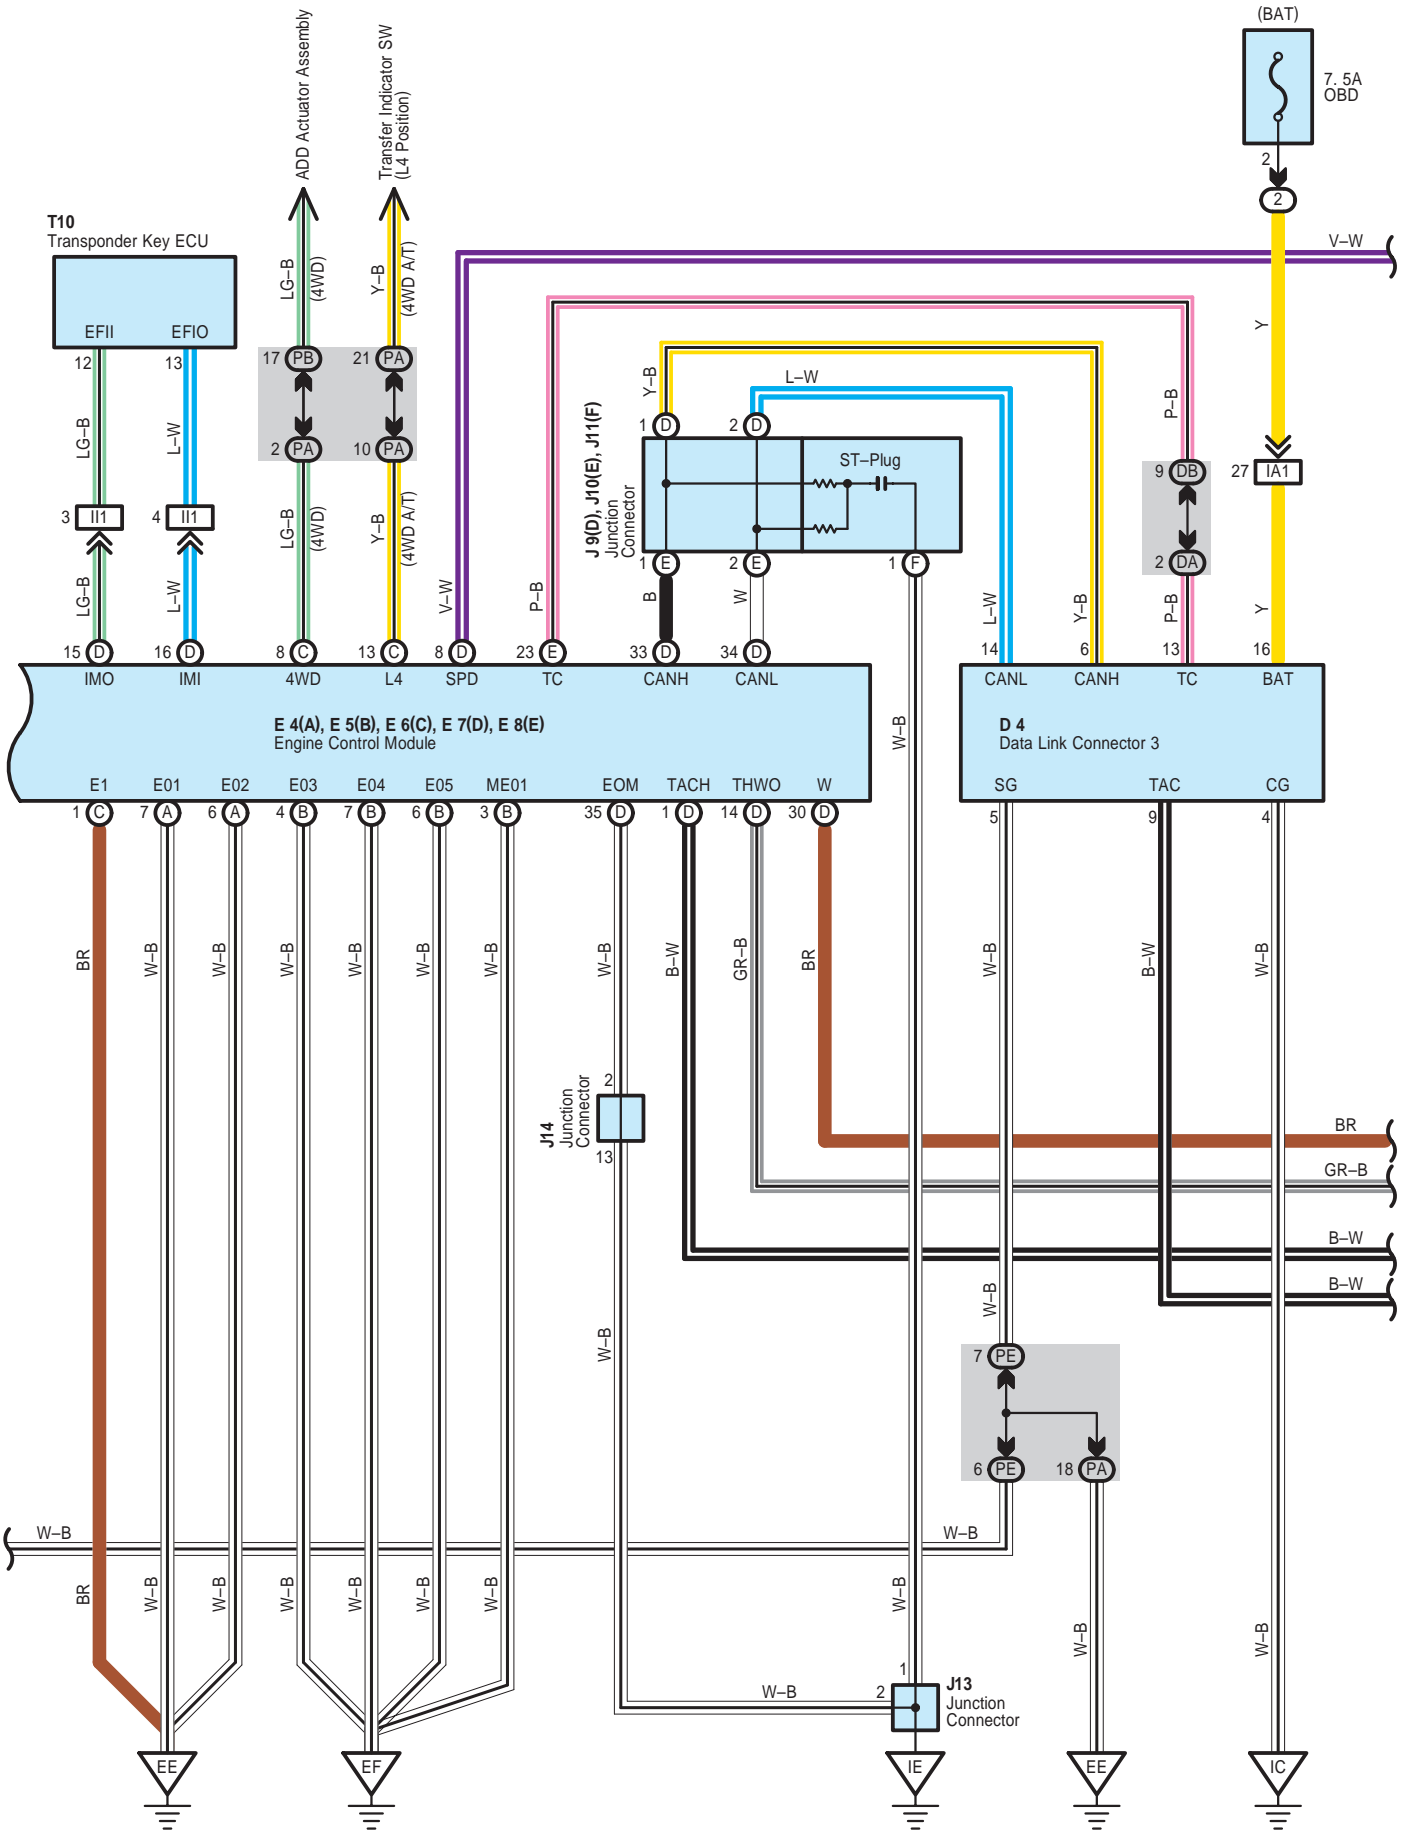 (BAT)
7. 5A
OBD
2
2
ADD Actuator Assembly
Transfer Indicator SW
(L4 Position)
T10
Transponder Key ECU
EFII
EFIO
12
13
LG–B
(4WD)
Y–B
(4WD A/T)
V–W
17 PB
21 PA
2 PA
10 PA
LG–B
L–W
LG–B
(4WD)
Y–B
(4WD A/T)
3 II1
4 II1
LG–B
L–W
V–W
P–B
Y–B
L–W
1 D
2 D
J 9(D), J10(E), J11(F)
Junction
Connector
ST–Plug
1 E
2 E
1 F
B
W
P–B
Y
9 DB
27 IA1
2 DA
L–W
Y–B
P–B
Y
15 D
16 D
8 C
13 C
8 D
23 E
33 D
34 D
14
6
13
16
IMO
IMI
4WD
L4
SPD
TC
CANH
CANL
CANL
CANH
TC
BAT
E 4(A), E 5(B), E 6(C), E 7(D), E 8(E)
Engine Control Module
D 4
Data Link Connector 3
W–B
E1
E01
E02
E03
E04
E05
ME01
EOM
TACH
THWO
W
SG
TAC
CG
1 C
7 A
6 A
4 B
7 B
6 B
3 B
35 D
1 D
14 D
30 D
5
9
4
BR
W–B
W–B
W–B
W–B
W–B
W–B
W–B
B–W
GR–B
BR
W–B
B–W
W–B
2
J14
Junction
Connector
13
BR
GR–B
B–W
B–W
W–B
W–B
7 PE
6 PE
18 PA
W–B
W–B
BR
W–B
W–B
W–B
W–B
W–B
W–B
W–B
W–B
W–B
W–B
1
2
J13
Junction
Connector
EE
EF
IE
EE
IC